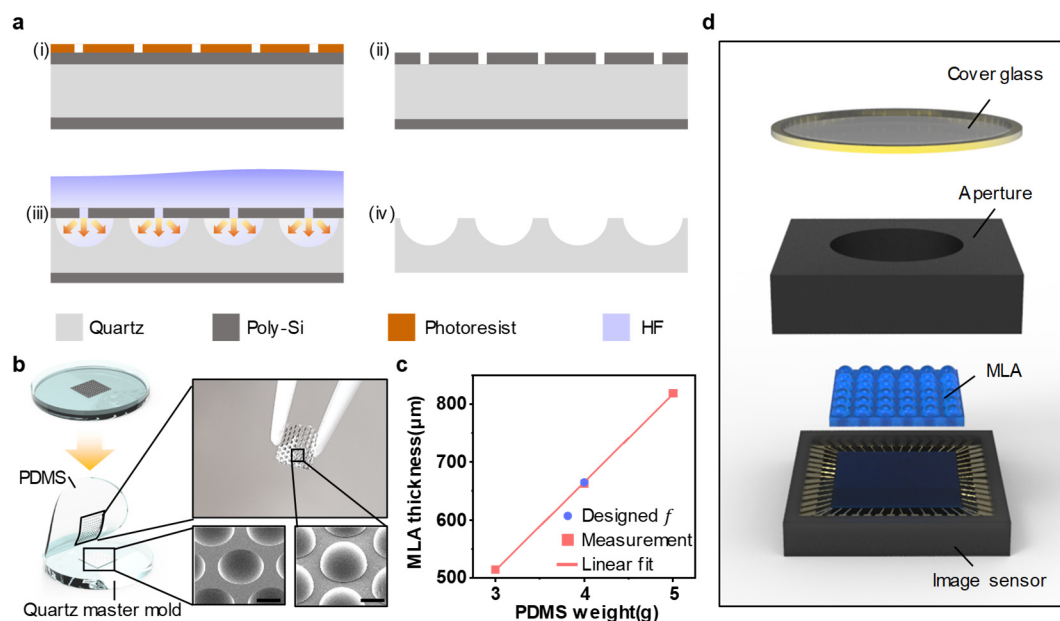 a
(i)
(ii)
(iii)
(iv)
Quartz
Poly-Si
Photoresist
HF
b
PDMS
Quartz master mold
c
MLA thickness(μm)
800
700
600
500
Designed f
Measurement
Linear fit
3
4
5
PDMS weight(g)
d
Cover glass
Aperture
MLA
Image sensor